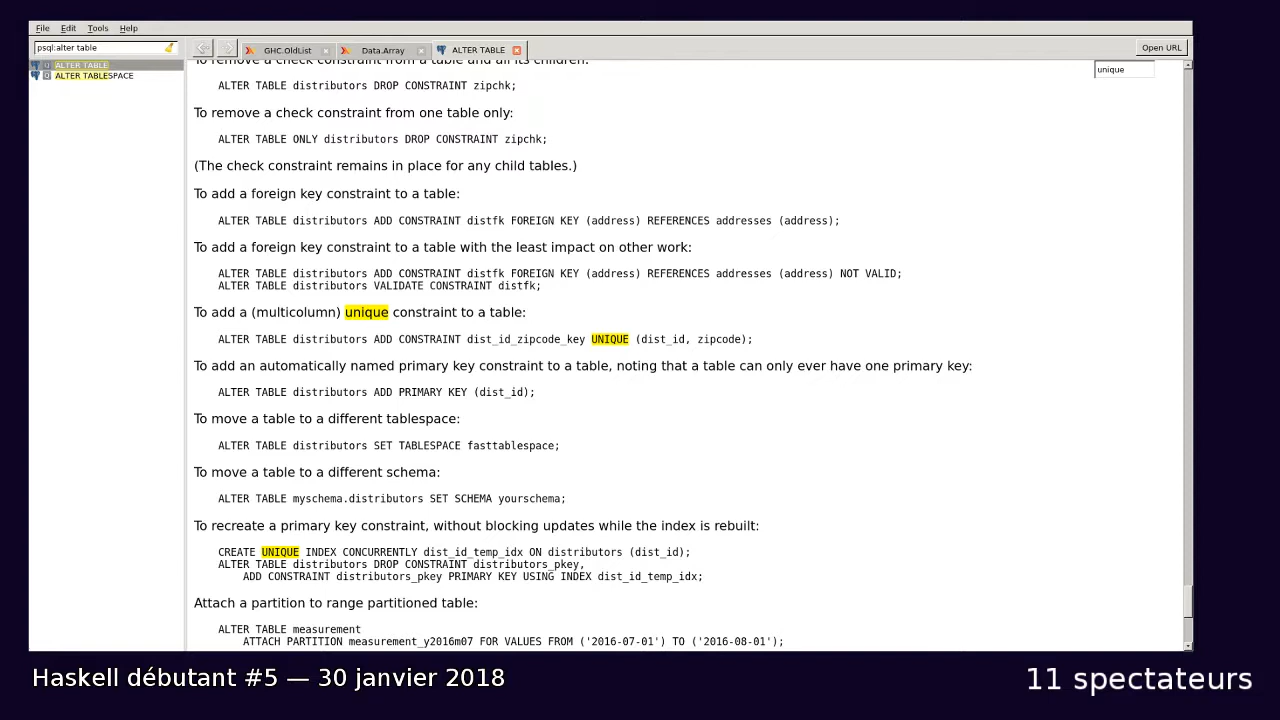 File Edit Tools Help
psql:alter table
GHC.OldList
Data.Array
ALTER TABLE
Open URL
ALTER TABLE
ALTER TABLESPACE
unique
To remove a check constraint from a table and all its children:
ALTER TABLE distributors DROP CONSTRAINT zipchk;
To remove a check constraint from one table only:
ALTER TABLE ONLY distributors DROP CONSTRAINT zipchk;
(The check constraint remains in place for any child tables.)
To add a foreign key constraint to a table:
ALTER TABLE distributors ADD CONSTRAINT distfk FOREIGN KEY (address) REFERENCES addresses (address);
To add a foreign key constraint to a table with the least impact on other work:
ALTER TABLE distributors ADD CONSTRAINT distfk FOREIGN KEY (address) REFERENCES addresses (address) NOT VALID;
ALTER TABLE distributors VALIDATE CONSTRAINT distfk;
To add a (multicolumn) unique constraint to a table:
ALTER TABLE distributors ADD CONSTRAINT dist_id_zipcode_key UNIQUE (dist_id, zipcode);
To add an automatically named primary key constraint to a table, noting that a table can only ever have one primary key:
ALTER TABLE distributors ADD PRIMARY KEY (dist_id);
To move a table to a different tablespace:
ALTER TABLE distributors SET TABLESPACE fasttablespace;
To move a table to a different schema:
ALTER TABLE myschema.distributors SET SCHEMA yourschema;
To recreate a primary key constraint, without blocking updates while the index is rebuilt:
CREATE UNIQUE INDEX CONCURRENTLY dist_id_temp_idx ON distributors (dist_id);
ALTER TABLE distributors DROP CONSTRAINT distributors_pkey,
ADD CONSTRAINT distributors_pkey PRIMARY KEY USING INDEX dist_id_temp_idx;
Attach a partition to range partitioned table:
ALTER TABLE measurement
ATTACH PARTITION measurement_y2016m07 FOR VALUES FROM ('2016-07-01') TO ('2016-08-01');
Haskell débutant #5 — 30 janvier 2018
11 spectateurs